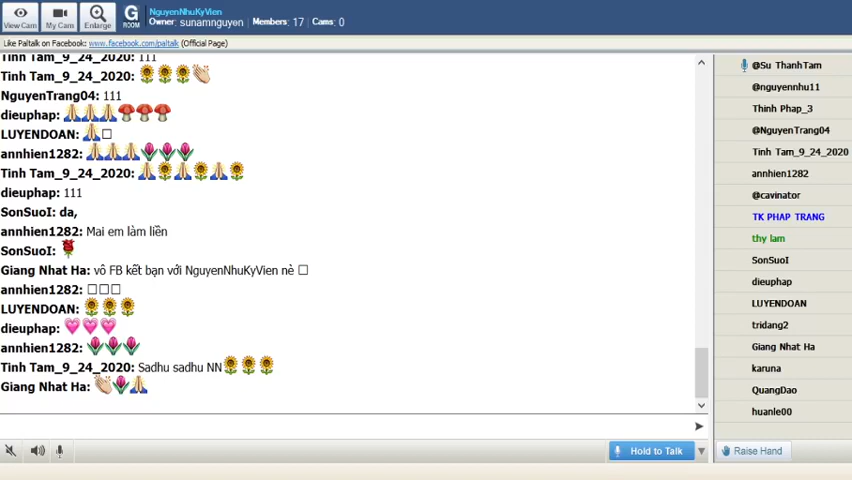 NguyenNhuKyVien
Owner: sunamnguyen Members: 17 Cams: 0
View Cam My Cam Enlarge G ROOM
Like Paltalk on Facebook: www.facebook.com/paltalk (Official Page)
Tinh Tam_9_24_2020: 111
Tinh Tam_9_24_2020: 🌻🌻🌻👏
NguyenTrang04: 111
dieuphap: 🙏🙏🙏🍄🍄🍄
LUYENDOAN: 🙏□
annhien1282: 🙏🙏🙏🌷🌷🌷
Tinh Tam_9_24_2020: 🙏🌻🙏🌻🙏🌻
dieuphap: 111
SonSuoI: da,
annhien1282: Mai em làm liền
SonSuoI: 🌹
Giang Nhat Ha: vô FB kết bạn với NguyenNhuKyVien nè □
annhien1282: □□□
LUYENDOAN: 🌻🌻🌻
dieuphap: 💗💗💗
annhien1282: 🌷🌷🌷
Tinh Tam_9_24_2020: Sadhu sadhu NN🌻🌻🌻
Giang Nhat Ha: 👏🌷🙏
Hold to Talk
@Su ThanhTam
@nguyennhu11
Thinh Phap_3
@NguyenTrang04
Tinh Tam_9_24_2020
annhien1282
@cavinator
TK PHAP TRANG
thy lam
SonSuoI
dieuphap
LUYENDOAN
tridang2
Giang Nhat Ha
karuna
QuangDao
huanle00
Raise Hand